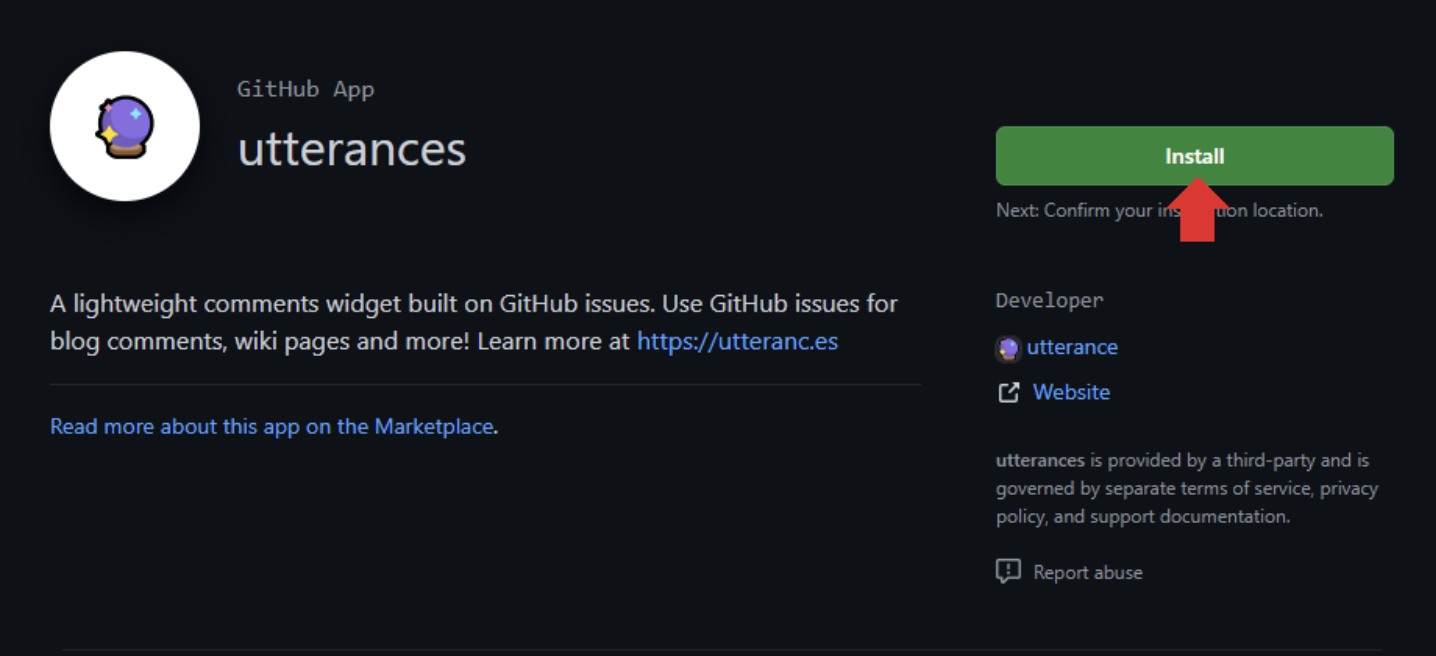 GitHub App
utterances
Install
Next: Confirm your ins tion location.
A lightweight comments widget built on GitHub issues. Use GitHub issues for
blog comments, wiki pages and more! Learn more at https://utteranc.es
Read more about this app on the Marketplace.
Developer
utterance
Website
utterances is provided by a third-party and is
governed by separate terms of service, privacy
policy, and support documentation.
Report abuse